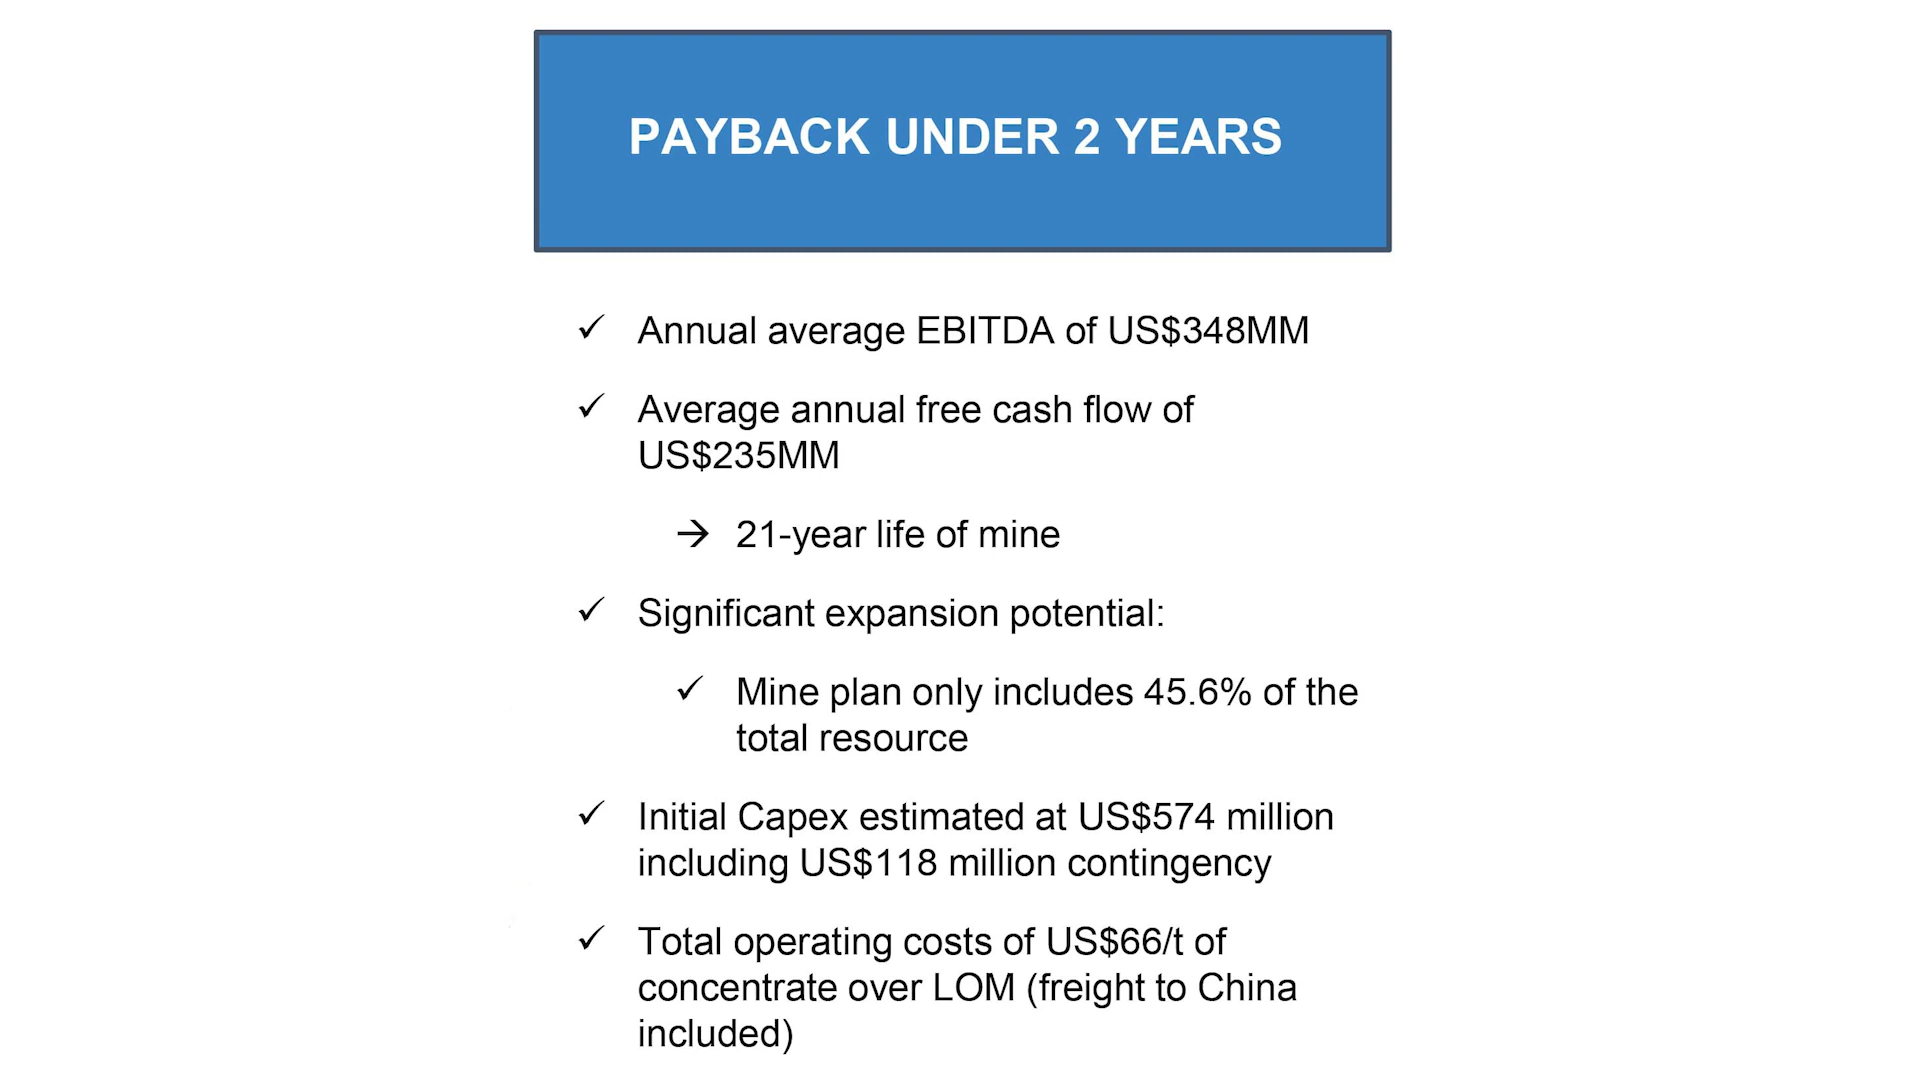 PAYBACK UNDER 2 YEARS
✓ Annual average EBITDA of US$348MM
✓ Average annual free cash flow of
US$235MM
→ 21-year life of mine
✓ Significant expansion potential:
✓ Mine plan only includes 45.6% of the
total resource
✓ Initial Capex estimated at US$574 million
including US$118 million contingency
✓ Total operating costs of US$66/t of
concentrate over LOM (freight to China
included)